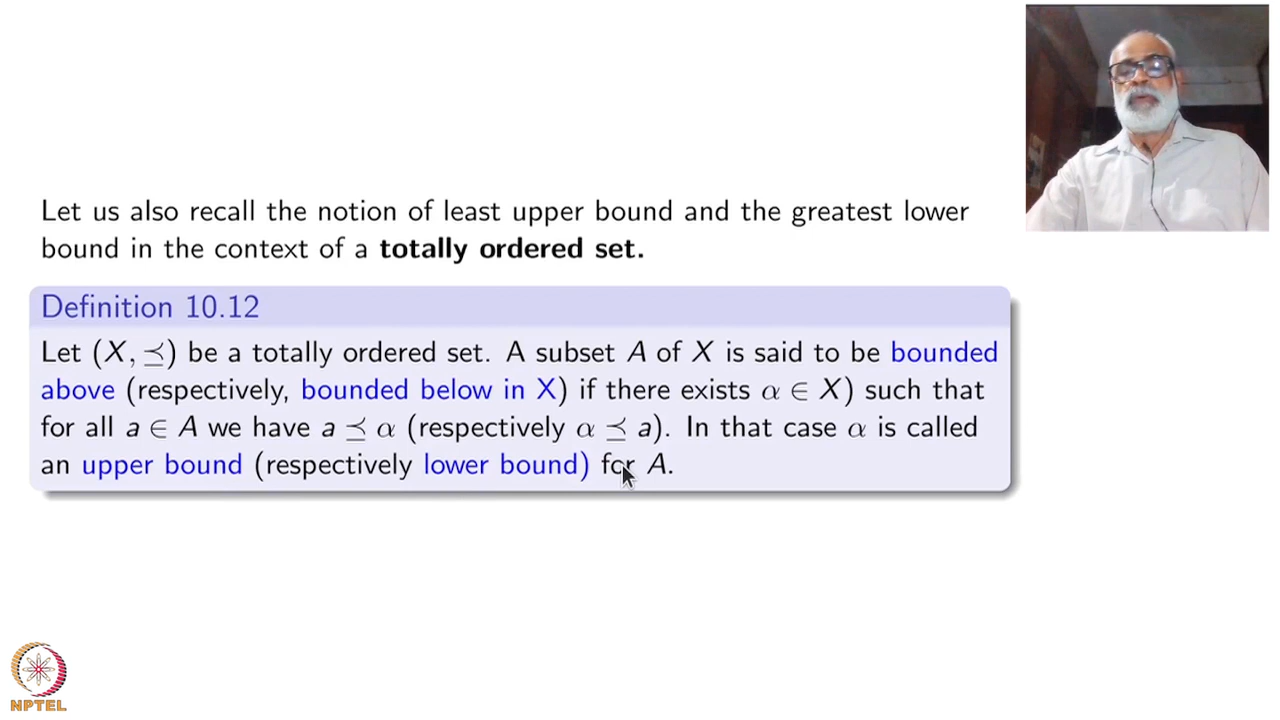 Let us also recall the notion of least upper bound and the greatest lower
bound in the context of a totally ordered set.
Definition 10.12
Let (X, ⪯) be a totally ordered set. A subset A of X is said to be bounded
above (respectively, bounded below in X) if there exists α ∈ X) such that
for all a ∈ A we have a ⪯ α (respectively α ⪯ a). In that case α is called
an upper bound (respectively lower bound) for A.
NPTEL